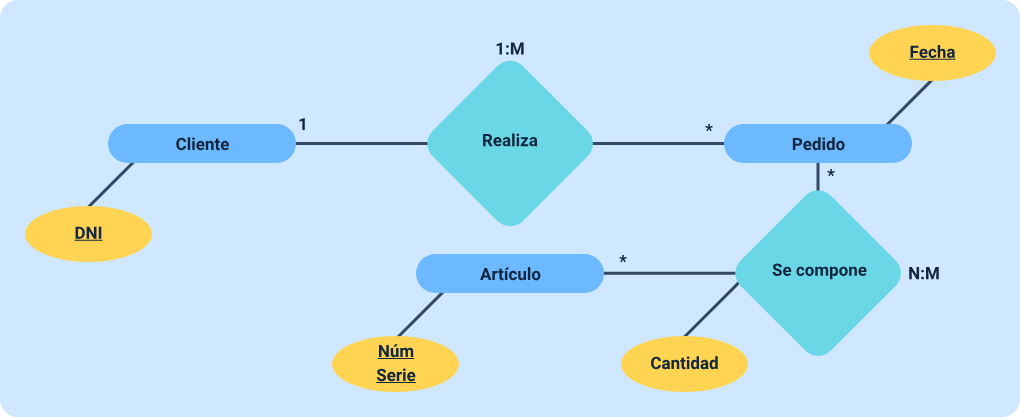 1:M
Fecha
1
Cliente
Realiza
*
Pedido
*
DNI
Artículo
*
Se compone
N:M
Núm
Serie
Cantidad